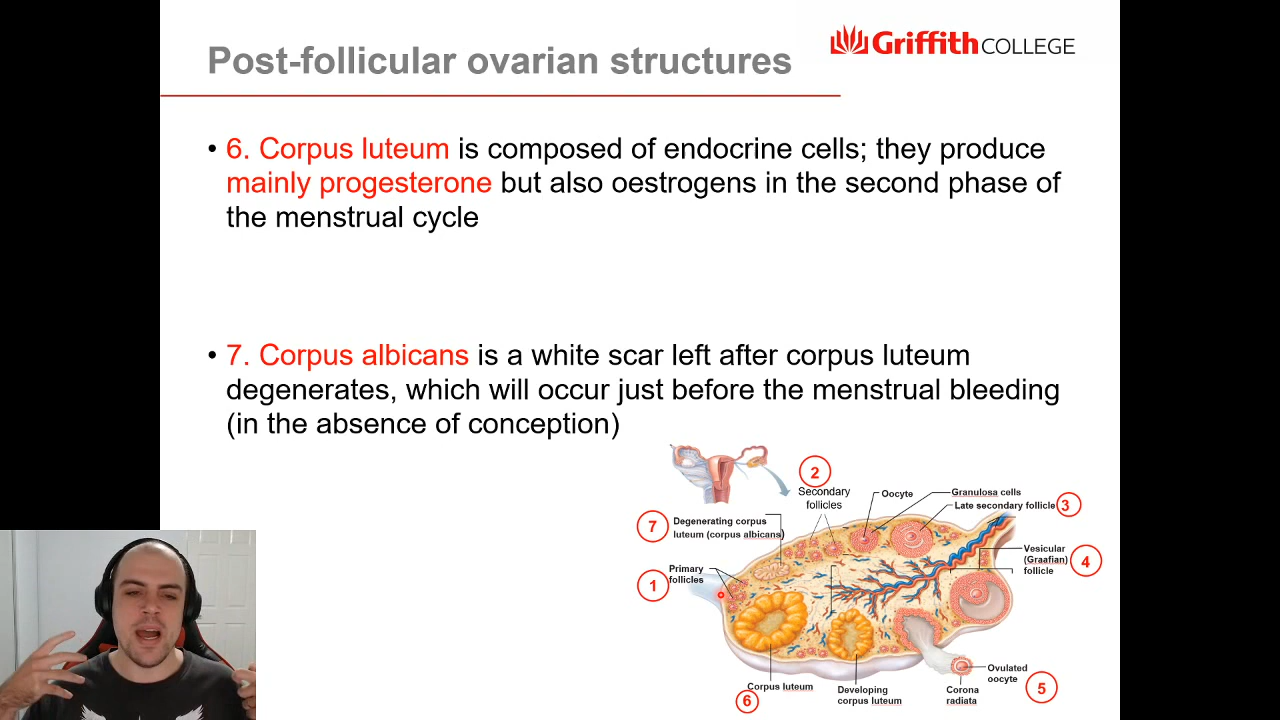 Post-follicular ovarian structures
Griffith COLLEGE
• 6. Corpus luteum is composed of endocrine cells; they produce
mainly progesterone but also oestrogens in the second phase of
the menstrual cycle
• 7. Corpus albicans is a white scar left after corpus luteum
degenerates, which will occur just before the menstrual bleeding
(in the absence of conception)
2
Secondary
follicles
Oocyte
Granulosa cells
Late secondary follicle
3
7
Degenerating corpus
luteum (corpus albicans)
Vesicular
(Graafian)
follicle
4
Primary
follicles
1
Corpus luteum
6
Developing
corpus luteum
Corona
radiata
Ovulated
oocyte
5